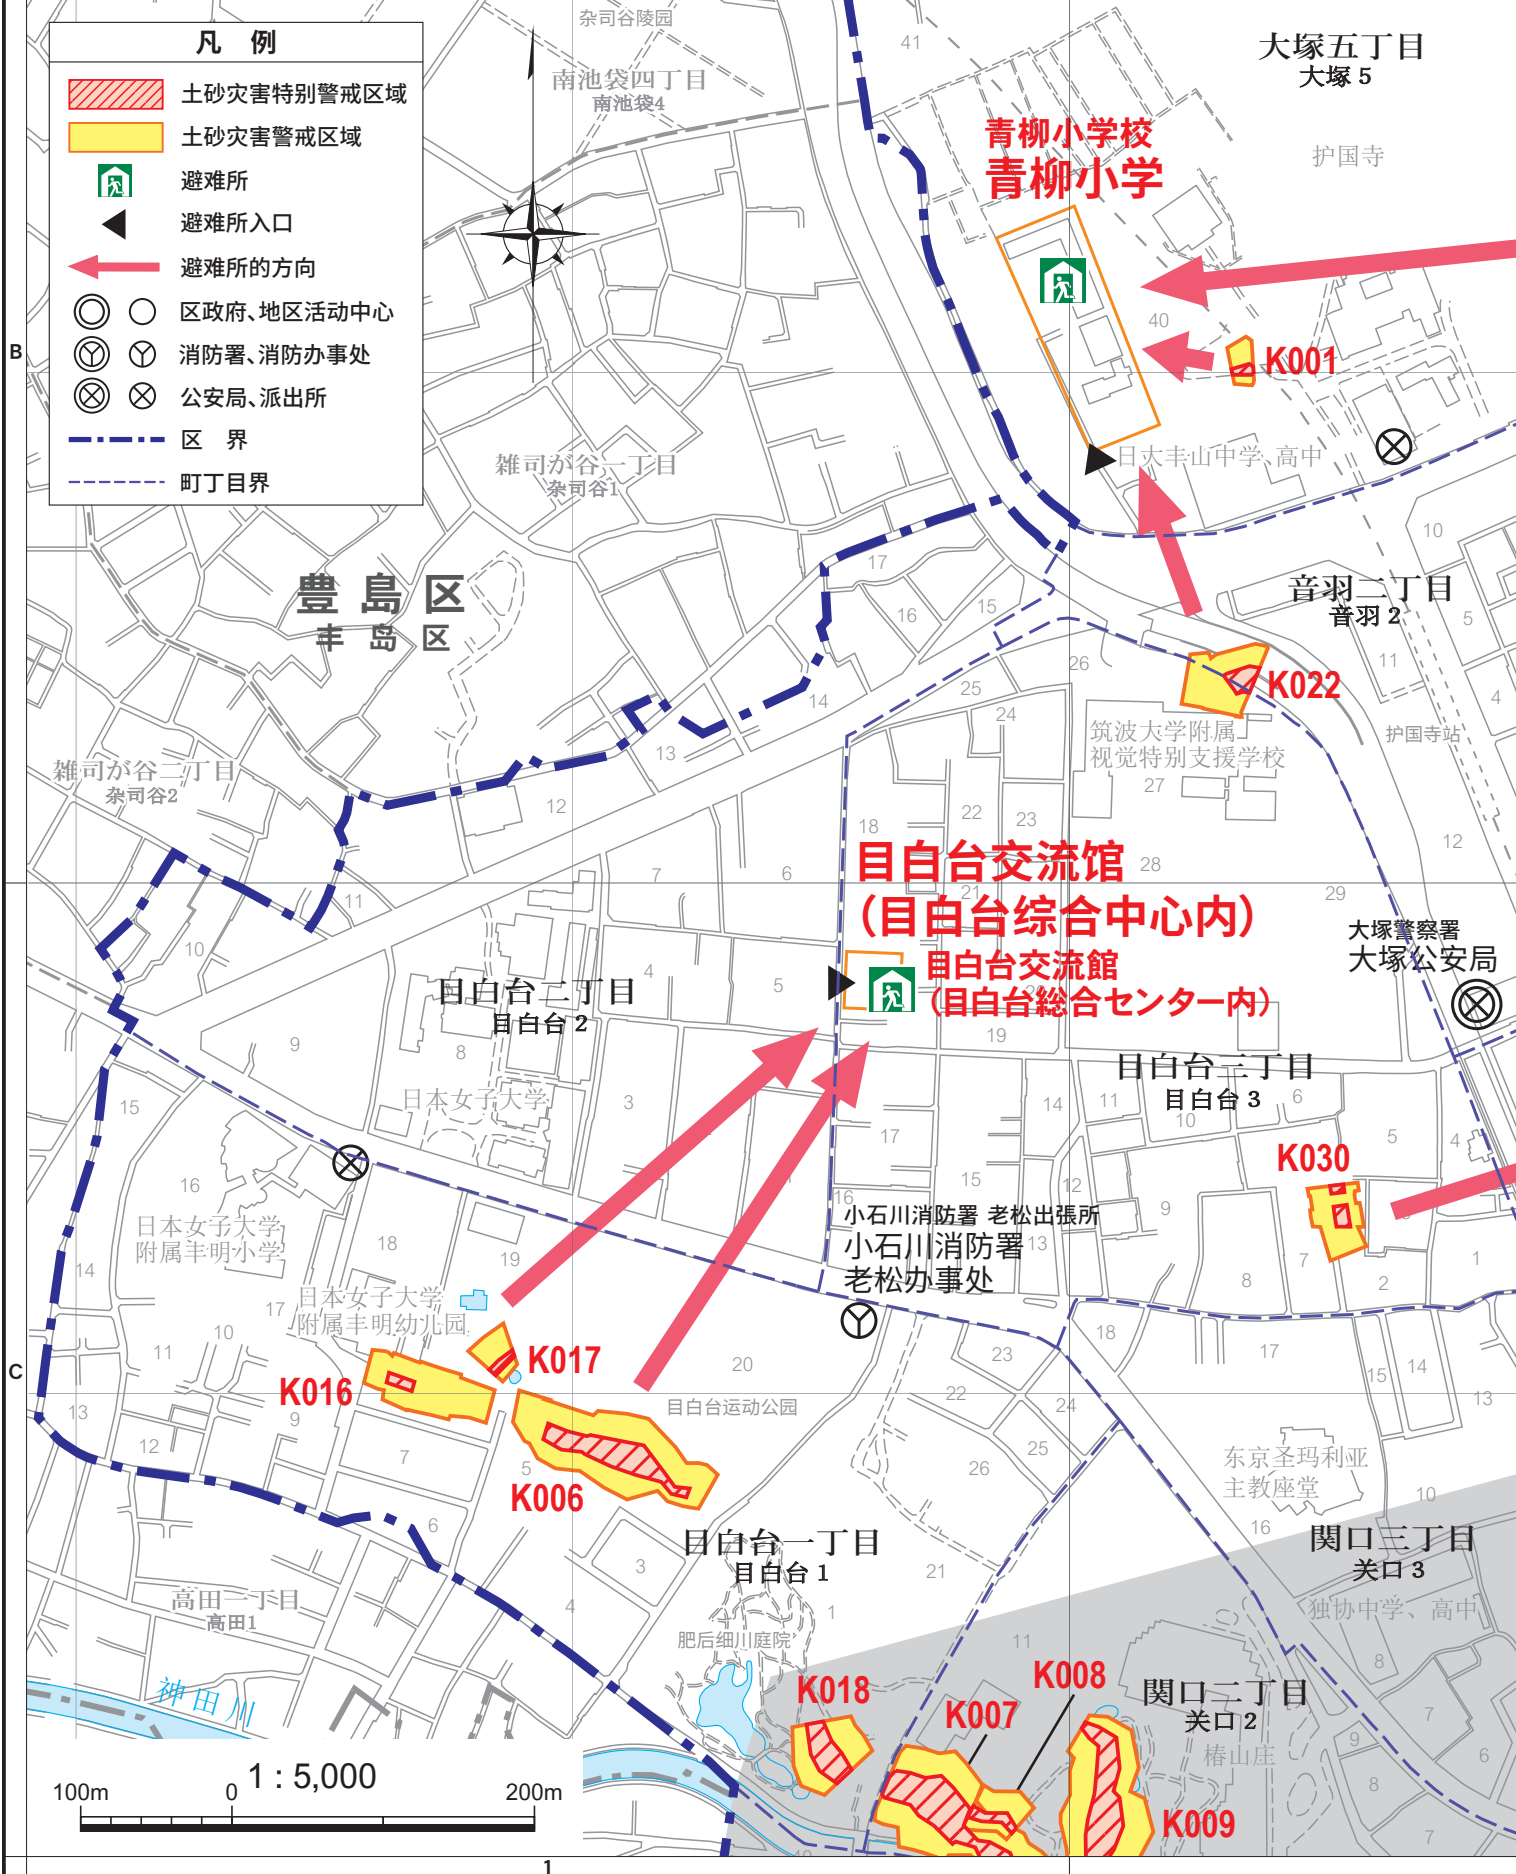 凡 例
土砂灾害特别警戒区域
土砂灾害警戒区域
避难所
避难所入口
避难所的方向
区政府、地区活动中心
消防署、消防办事处
公安局、派出所
区 界
町丁目界
杂司谷陵园
南池袋四丁目
南池袋4
41
大塚五丁目
大塚 5
青柳小学校
青柳小学
护国寺
40
K001
B
日大丰山中学、高中
雑司が谷一丁目
杂司谷1
10
17
豊 島 区
丰 岛 区
16
15
音羽二丁目
音羽 2
5
11
26
K022
4
25
14
24
13
筑波大学附属
视觉特别支援学校
27
护国寺站
雑司が谷二丁目
杂司谷2
12
18
22
23
12
目白台交流馆
(目白台综合中心内)
目白台交流館
(目白台総合センター内)
28
7
6
21
29
11
10
大塚警察署
大塚公安局
4
5
目白台二丁目
目白台 2
20
19
9
8
目白台三丁目
目白台 3
日本女子大学
3
14
11
10
6
15
17
5
4
K030
16
15
12
16
9
日本女子大学
附属丰明小学
小石川消防署 老松出張所
小石川消防署
老松办事处
13
18
19
7
1
14
8
2
日本女子大学
附属丰明幼儿园
17
10
18
17
11
K017
20
23
15
14
C
K016
目白台运动公园
22
24
13
13
9
12
7
5
25
26
东京圣玛利亚
主教座堂
K006
10
6
16
目白台一丁目
目白台 1
関口三丁目
关口 3
3
21
高田一丁目
高田1
4
1
独协中学、高中
肥后细川庭院
11
8
神田川
K018
K008
K007
関口二丁目
关口 2
7
椿山庄
9
6
1 : 5,000
100m
0
200m
8
K009
7
10
1